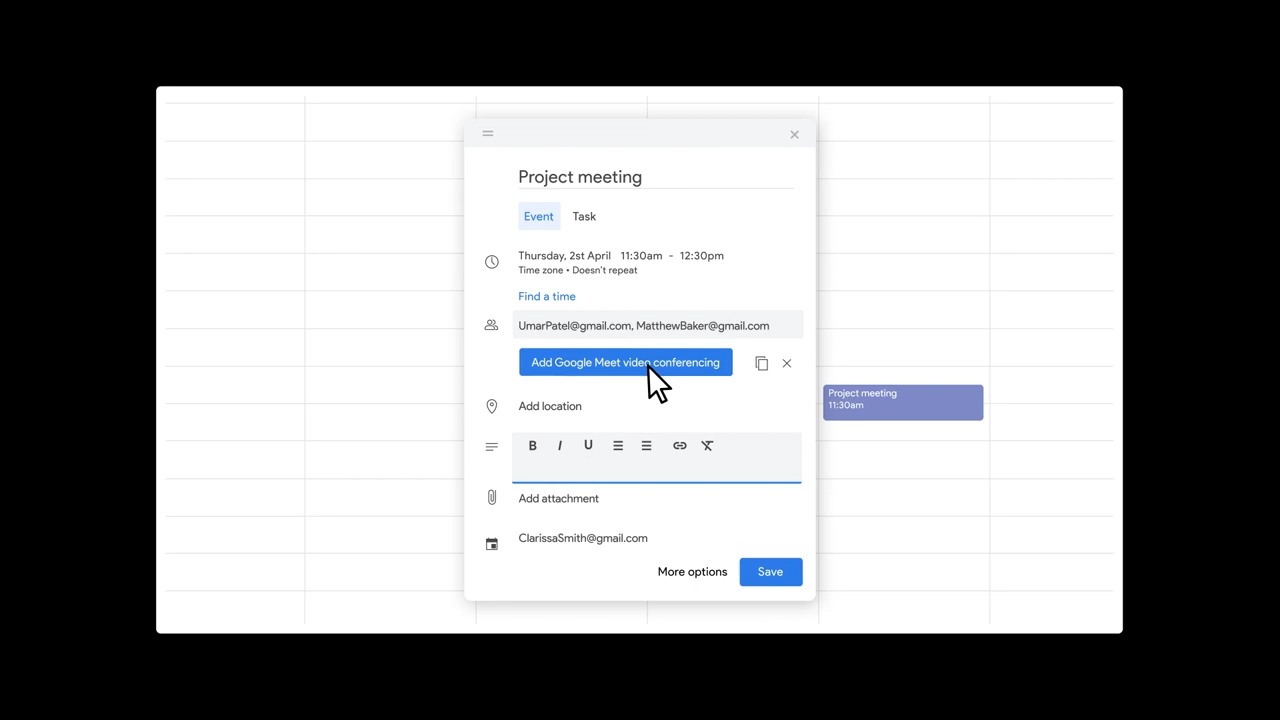 Project meeting
Event Task
Thursday, 2st April 11:30am - 12:30pm
Time zone • Doesn't repeat
Find a time
UmarPatel@gmail.com, MatthewBaker@gmail.com
Add Google Meet video conferencing
Add location
B I U
Add attachment
ClarissaSmith@gmail.com
More options Save
Project meeting
11:30am